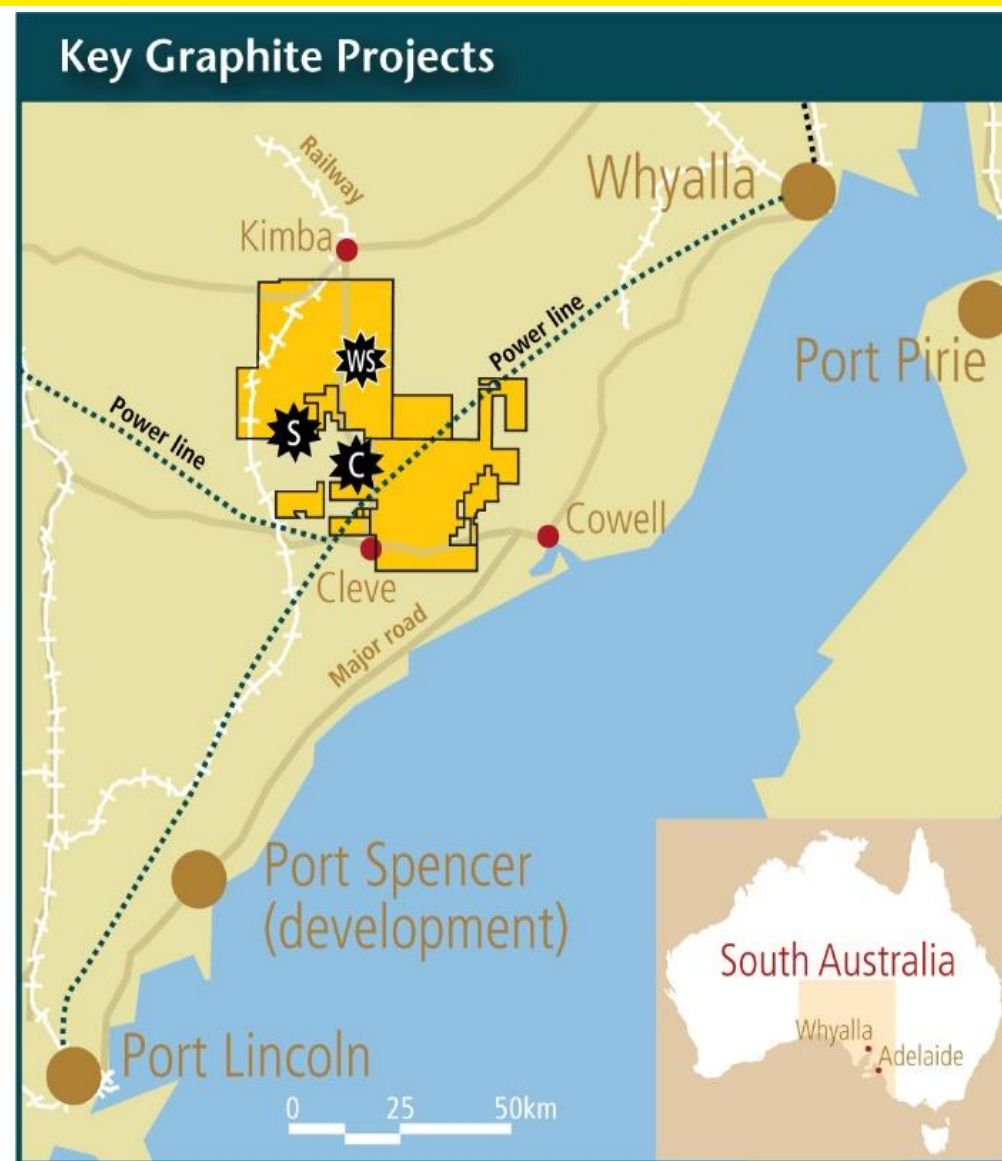 Key Graphite Projects
Railway
Whyalla
Kimba
Power line
Port Pirie
WS
Power line
S
C
Cowell
Cleve
Major road
Port Spencer
(development)
South Australia
Whyalla
Adelaide
Port Lincoln
0 25 50km